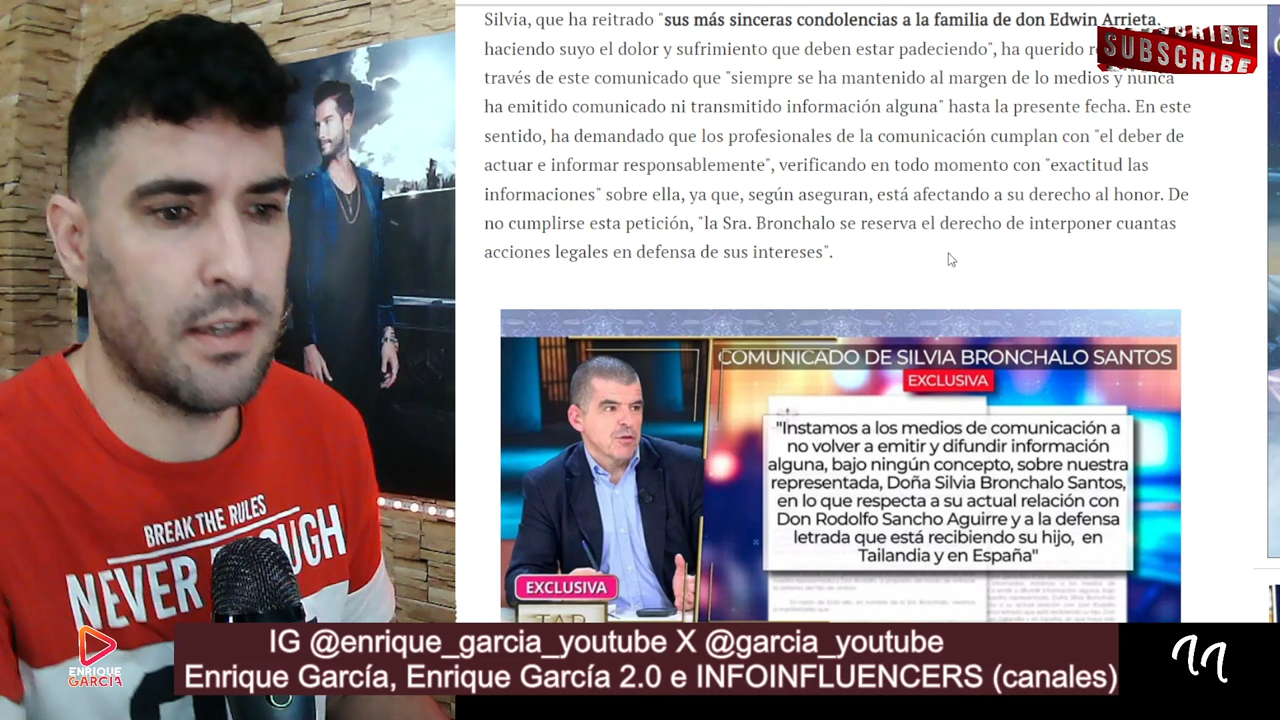 Silvia, que ha reitrado "sus más sinceras condolencias a la familia de don Edwin Arrieta,
haciendo suyo el dolor y sufrimiento que deben estar padeciendo", ha querido
través de este comunicado que "siempre se ha mantenido al margen de lo medios y nunca
ha emitido comunicado ni transmitido información alguna" hasta la presente fecha. En este
sentido, ha demandado que los profesionales de la comunicación cumplan con "el deber de
actuar e informar responsablemente", verificando en todo momento con "exactitud las
informaciones" sobre ella, ya que, según aseguran, está afectando a su derecho al honor. De
no cumplirse esta petición, "la Sra. Bronchalo se reserva el derecho de interponer cuantas
acciones legales en defensa de sus intereses".
SUBSCRIBE
SUBSCRIBE
COMUNICADO DE SILVIA BRONCHALO SANTOS
EXCLUSIVA
"Instamos a los medios de comunicación a
no volver a emitir y difundir información
alguna, bajo ningún concepto, sobre nuestra
representada, Doña Silvia Bronchalo Santos,
en lo que respecta a su actual relación con
Don Rodolfo Sancho Aguirre y a la defensa
letrada que está recibiendo su hijo, en
Tailandia y en España"
EXCLUSIVA
TAR
BREAK THE RULES
NEVER ENOUGH
ENRIQUE
GARCÍA
IG @enrique_garcia_youtube X @garcia_youtube
Enrique García, Enrique García 2.0 e INFOINFLUENCERS (canales)